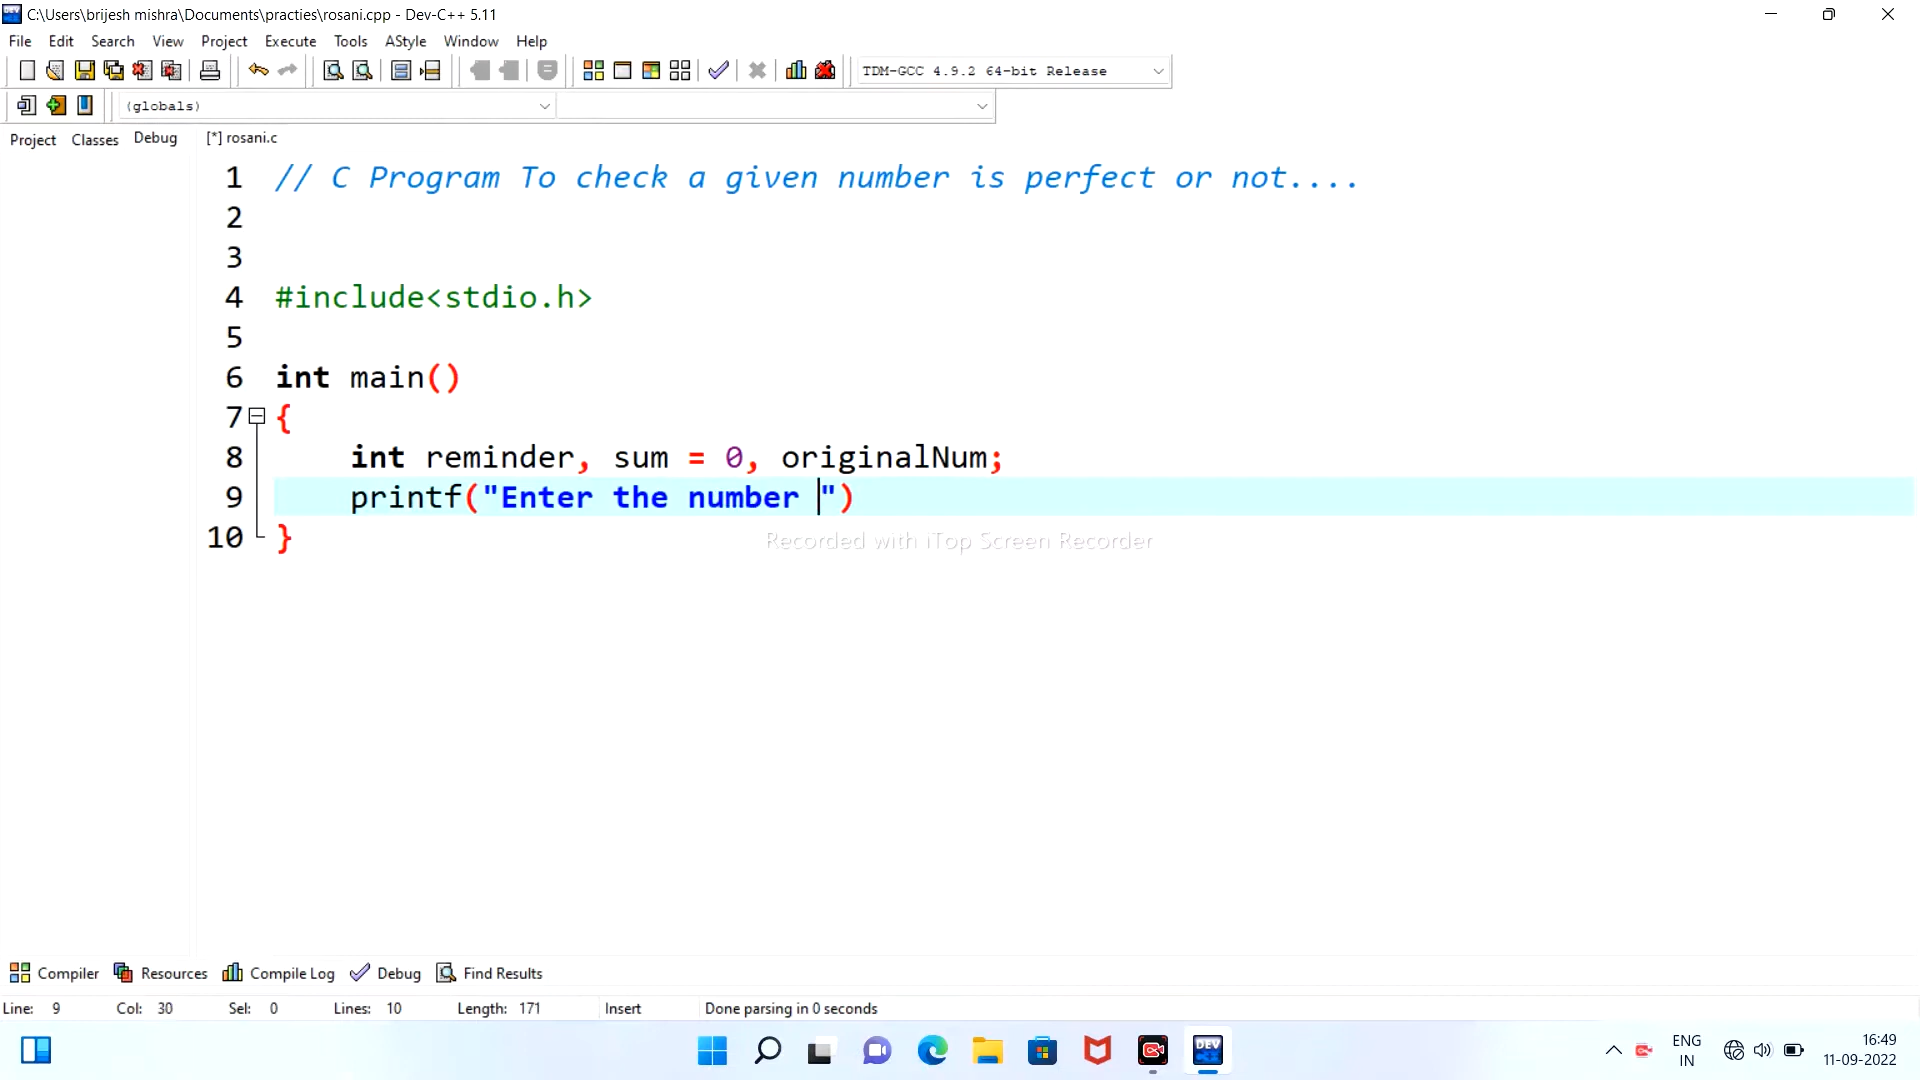 C:\Users\brijesh mishra\Documents\practies\rosani.cpp - Dev-C++ 5.11
File Edit Search View Project Execute Tools AStyle Window Help
TDM-GCC 4.9.2 64-bit Release
(globals)
Project Classes Debug [*] rosani.c
1 // C Program To check a given number is perfect or not....
2
3
4 #include<stdio.h>
5
6 int main()
7 {
8 int reminder, sum = 0, originalNum;
9 printf("Enter the number ")
10 }
Recorded with iTop Screen Recorder
Compiler Resources Compile Log Debug Find Results
Line: 9 Col: 30 Sel: 0 Lines: 10 Length: 171 Insert Done parsing in 0 seconds
DEV
ENG
IN
16:49
11-09-2022